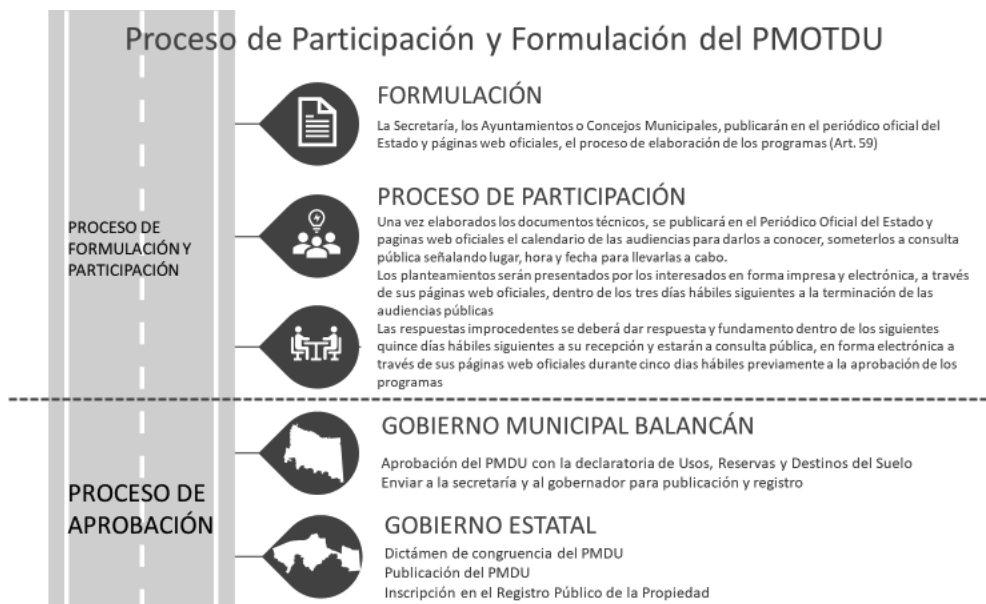 Proceso de Participación y Formulación del PMOTDU
PROCESO DE
FORMULACIÓN Y
PARTICIPACIÓN
FORMULACIÓN
La Secretaría, los Ayuntamientos o Concejos Municipales, publicarán en el periódico oficial del
Estado y páginas web oficiales, el proceso de elaboración de los programas (Art. 59)
PROCESO DE PARTICIPACIÓN
Una vez elaborados los documentos técnicos, se publicará en el Periódico Oficial del Estado y
paginas web oficiales el calendario de las audiencias para darlos a conocer, someterlos a consulta
pública señalando lugar, hora y fecha para llevarlas a cabo.
Los planteamientos serán presentados por los interesados en forma impresa y electrónica, a través
de sus páginas web oficiales, dentro de los tres días hábiles siguientes a la terminación de las
audiencias públicas
Las respuestas improcedentes se deberá dar respuesta y fundamento dentro de los siguientes
quince días hábiles siguientes a su recepción y estarán a consulta pública, en forma electrónica a
través de sus páginas web oficiales durante cinco dias hábiles previamente a la aprobación de los
programas
PROCESO DE
APROBACIÓN
GOBIERNO MUNICIPAL BALANCÁN
Aprobación del PMDU con la declaratoria de Usos, Reservas y Destinos del Suelo
Enviar a la secretaría y al gobernador para publicación y registro
GOBIERNO ESTATAL
Dictámen de congruencia del PMDU
Publicación del PMDU
Inscripción en el Registro Público de la Propiedad